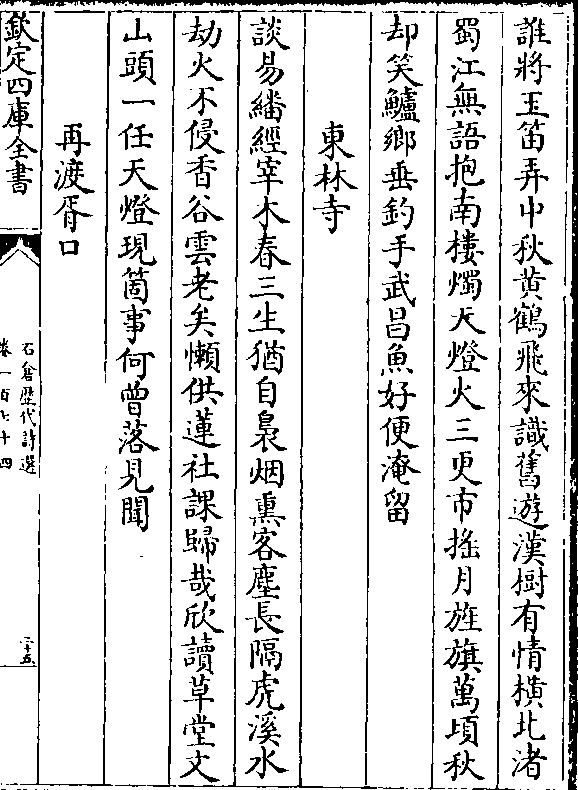 誰將玉笛弄中秋黄鶴飛來識舊遊漢樹有情横北渚
蜀江無語抱南樓燭天燈火三更市摇月旌旗萬頃秋
却笑鱸鄉垂釣手武昌魚好便淹留
東林寺
談易繙經宰木春三生猶自裊烟熏客塵長隔虎溪水
劫火不侵香谷雲老矣懶供蓮社課歸哉欣讀草堂文
山頭一任天燈現箇事何曾落見聞
再渡胥口
欽定四庫全書
石倉歷代詩選
卷一百七十四
二十五